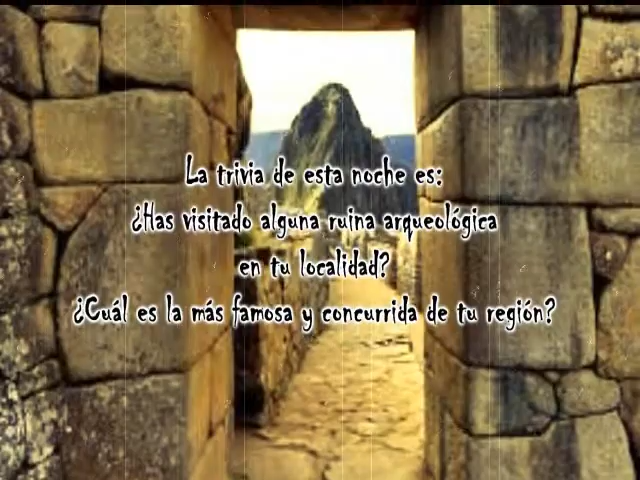 La trivia de esta noche es:
¿Has visitado alguna ruina arqueológica
en tu localidad?
¿Cuál es la más famosa y concurrida de tu región?